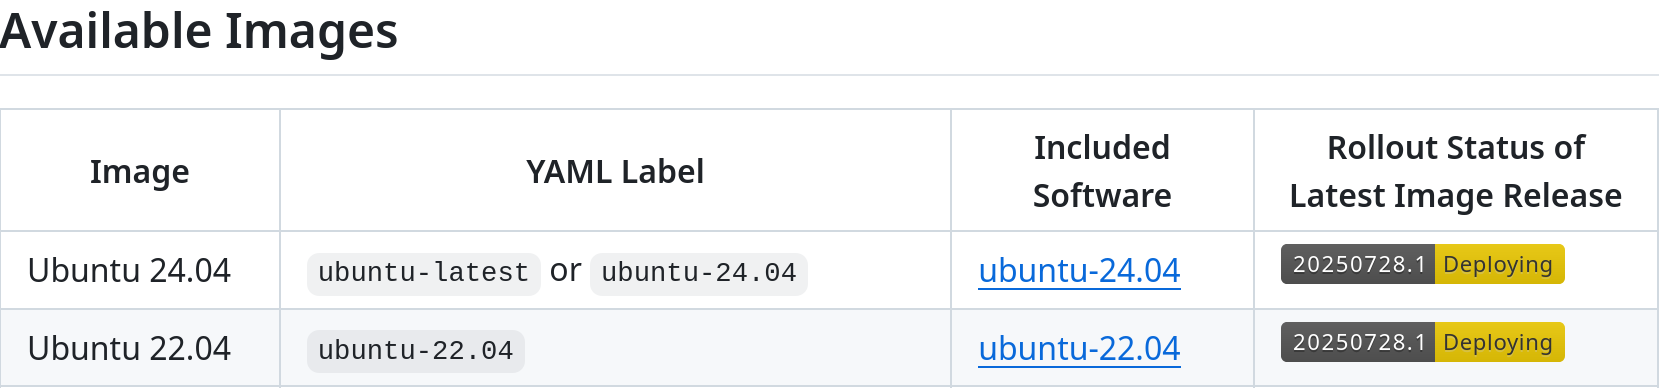 Available Images
Image YAML Label Included Software Rollout Status of Latest Image Release
Ubuntu 24.04 ubuntu-latest or ubuntu-24.04 ubuntu-24.04 20250728.1 Deploying
Ubuntu 22.04 ubuntu-22.04 ubuntu-22.04 20250728.1 Deploying